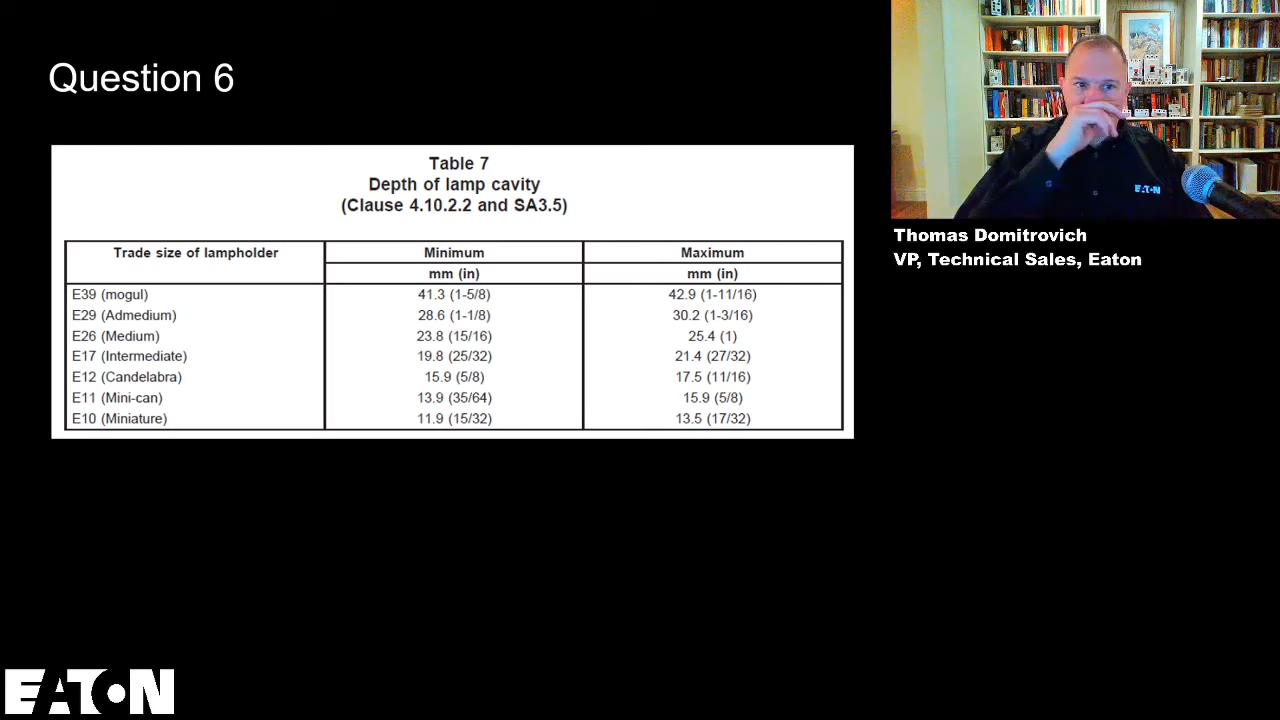 Question 6
Table 7
Depth of lamp cavity
(Clause 4.10.2.2 and SA3.5)
Trade size of lampholder Minimum Maximum
mm (in) mm (in)
E39 (mogul) 41.3 (1-5/8) 42.9 (1-11/16)
E29 (Admedium) 28.6 (1-1/8) 30.2 (1-3/16)
E26 (Medium) 23.8 (15/16) 25.4 (1)
E17 (Intermediate) 19.8 (25/32) 21.4 (27/32)
E12 (Candelabra) 15.9 (5/8) 17.5 (11/16)
E11 (Mini-can) 13.9 (35/64) 15.9 (5/8)
E10 (Miniature) 11.9 (15/32) 13.5 (17/32)
EATON
Thomas Domitrovich
VP, Technical Sales, Eaton
EATON